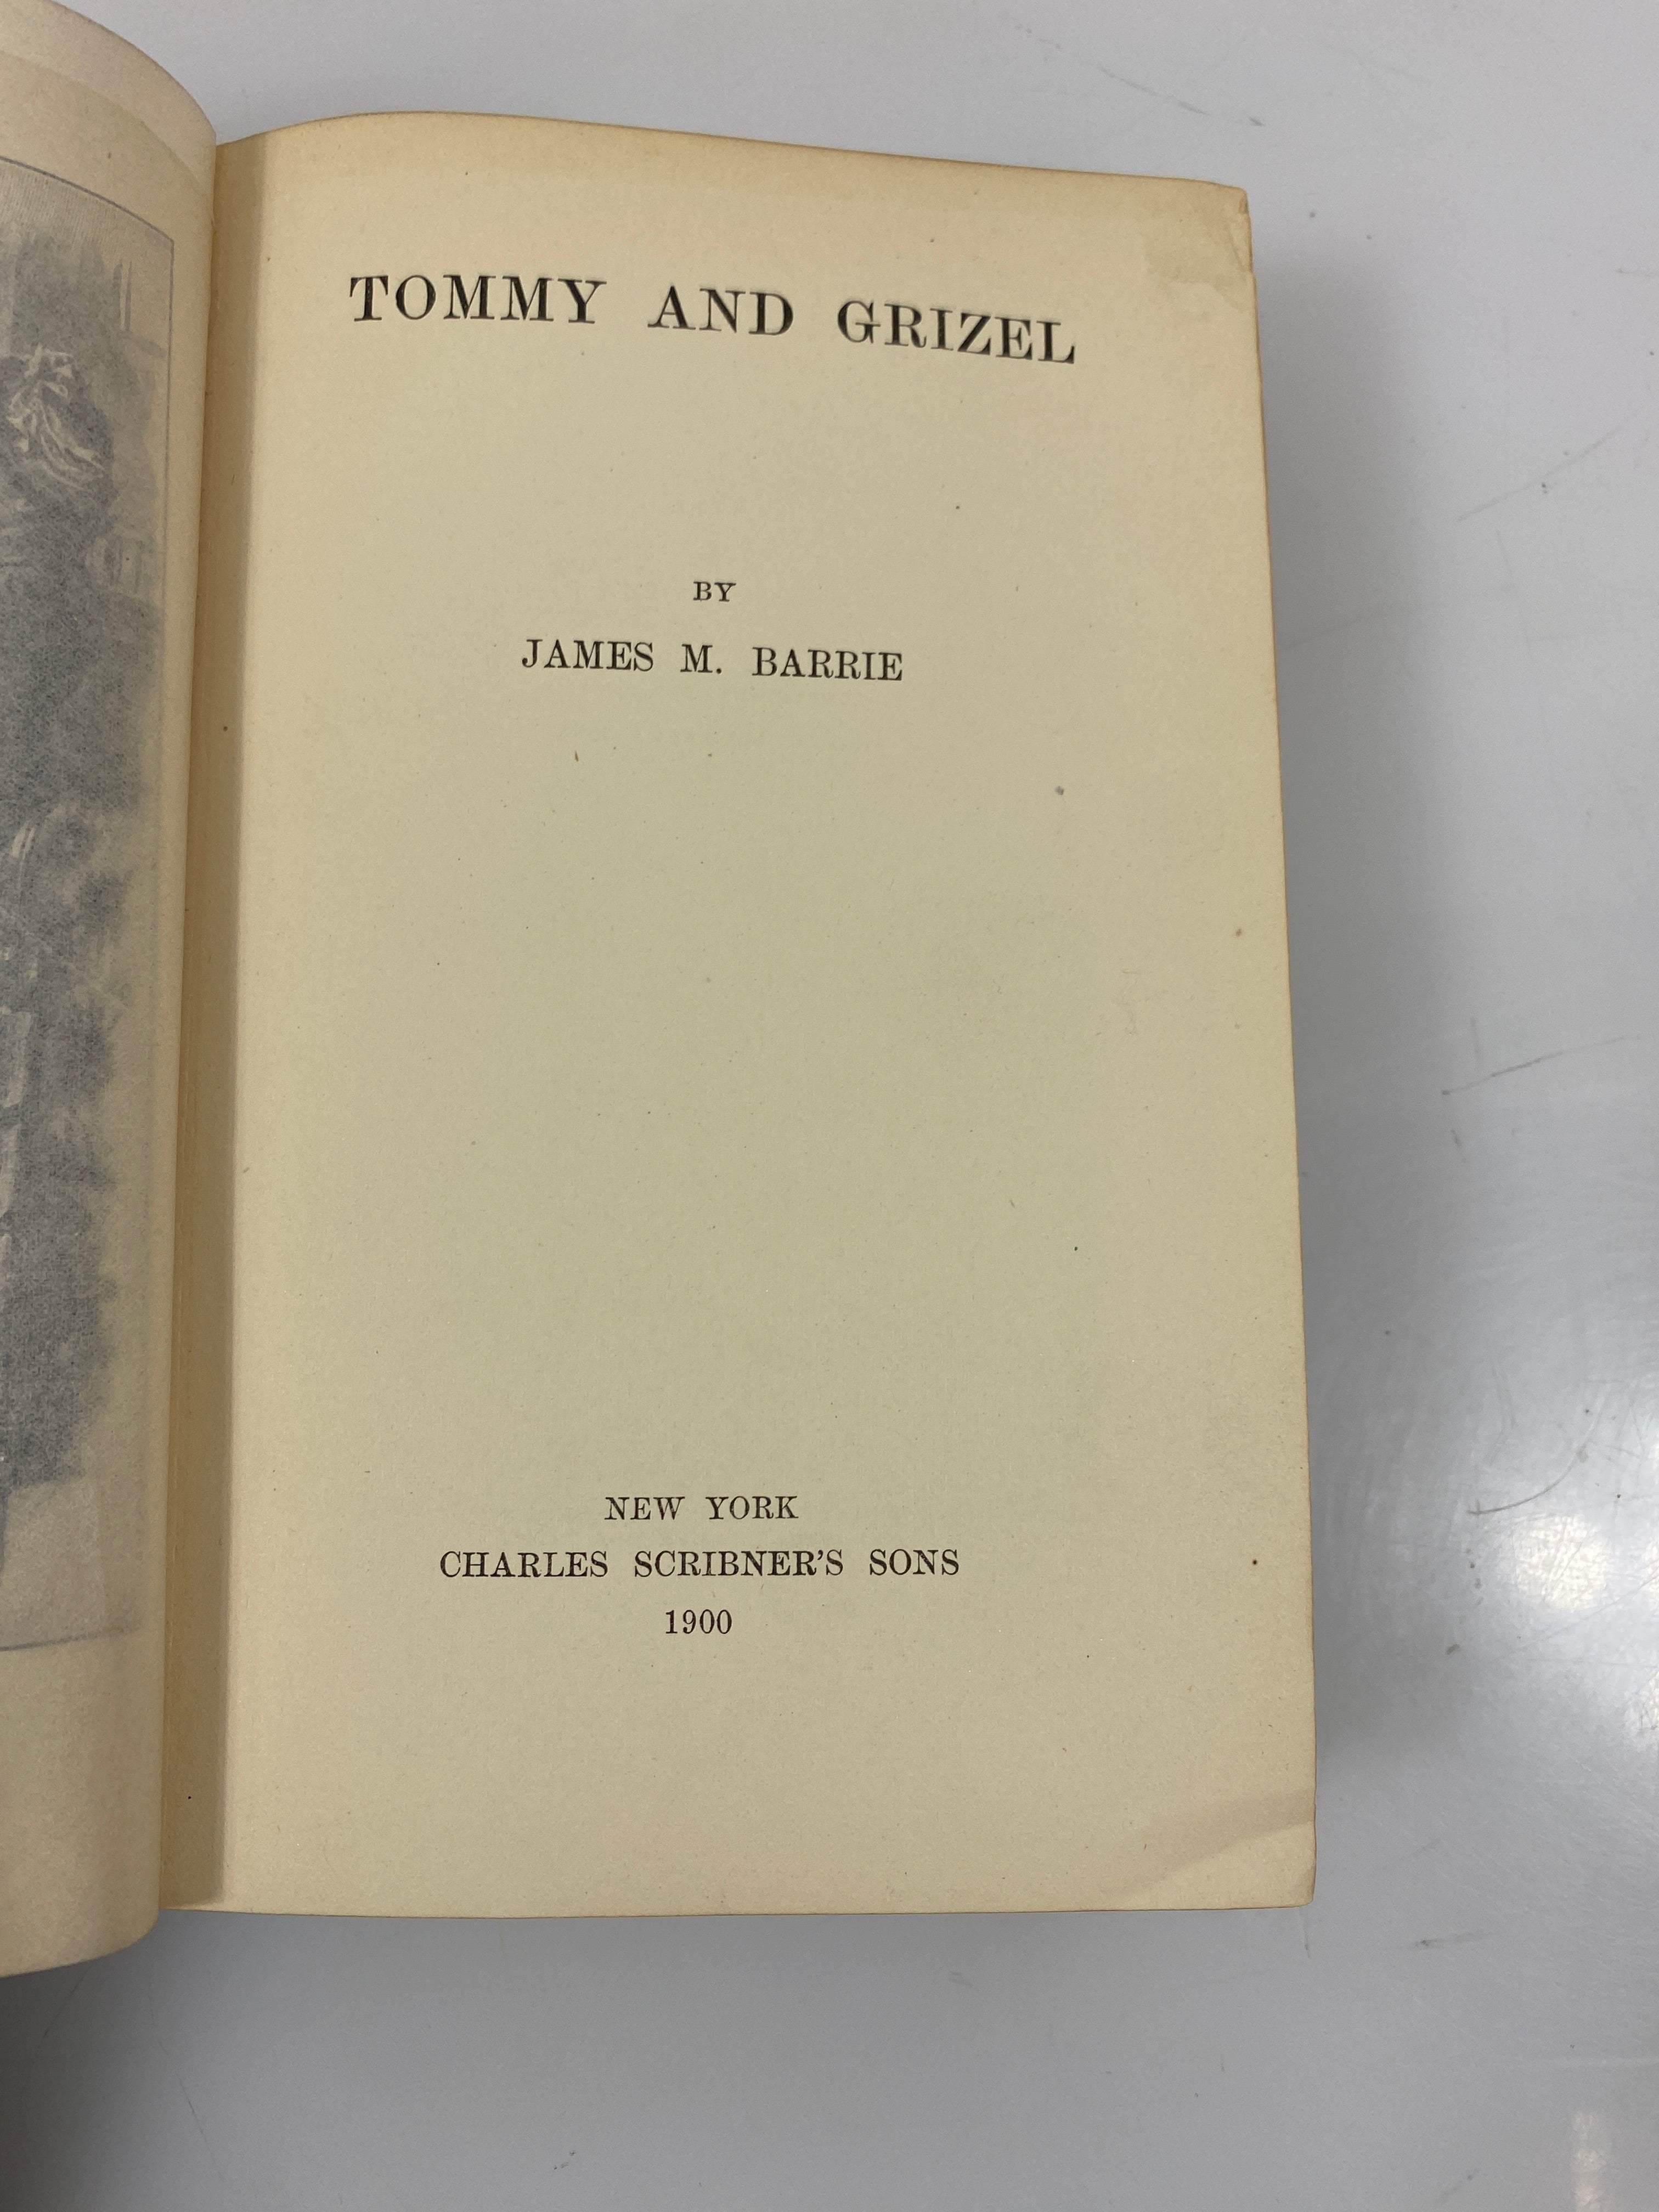 TOMMY AND GRIZEL
BY
JAMES M. BARRIE
NEW YORK
CHARLES SCRIBNER'S SONS
1900